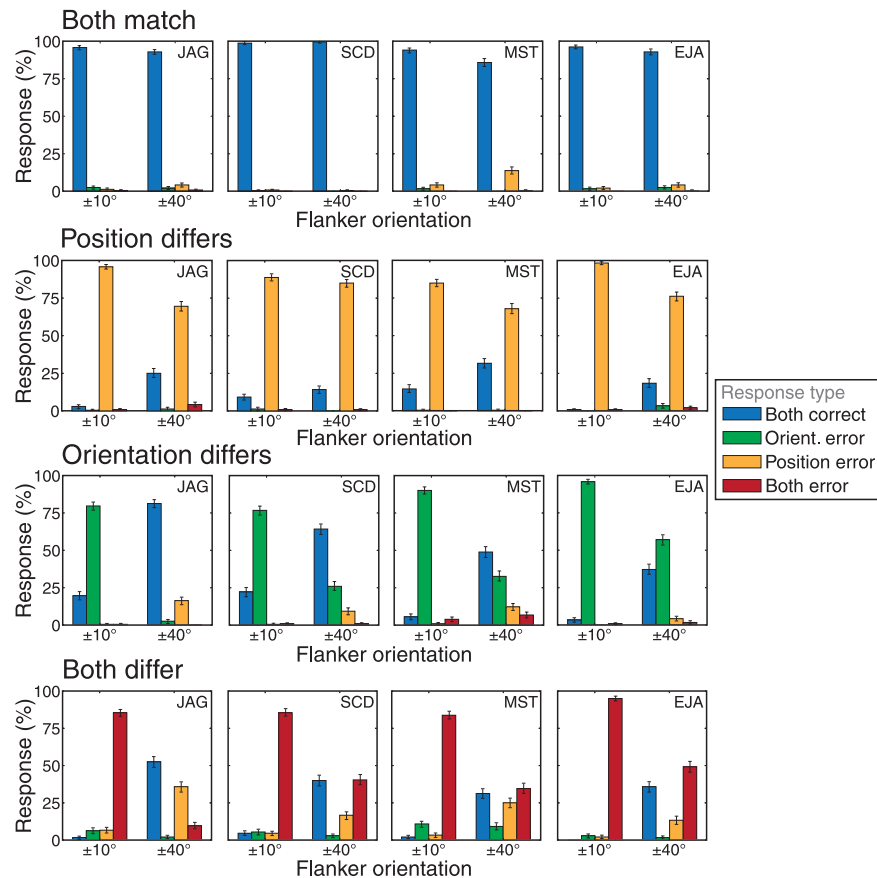 Both match
Response (%)
100
75
50
25
0
JAG
SCD
MST
EJA
±10° ±40° ±10° ±40° ±10° ±40° ±10° ±40°
Flanker orientation
Position differs
Response (%)
100
75
50
25
0
JAG
SCD
MST
EJA
±10° ±40° ±10° ±40° ±10° ±40° ±10° ±40°
Response type
Both correct
Orient. error
Position error
Both error
Orientation differs
Response (%)
100
75
50
25
0
JAG
SCD
MST
EJA
±10° ±40° ±10° ±40° ±10° ±40° ±10° ±40°
Flanker orientation
Both differ
Response (%)
100
75
50
25
0
JAG
SCD
MST
EJA
±10° ±40° ±10° ±40° ±10° ±40° ±10° ±40°
Flanker orientation